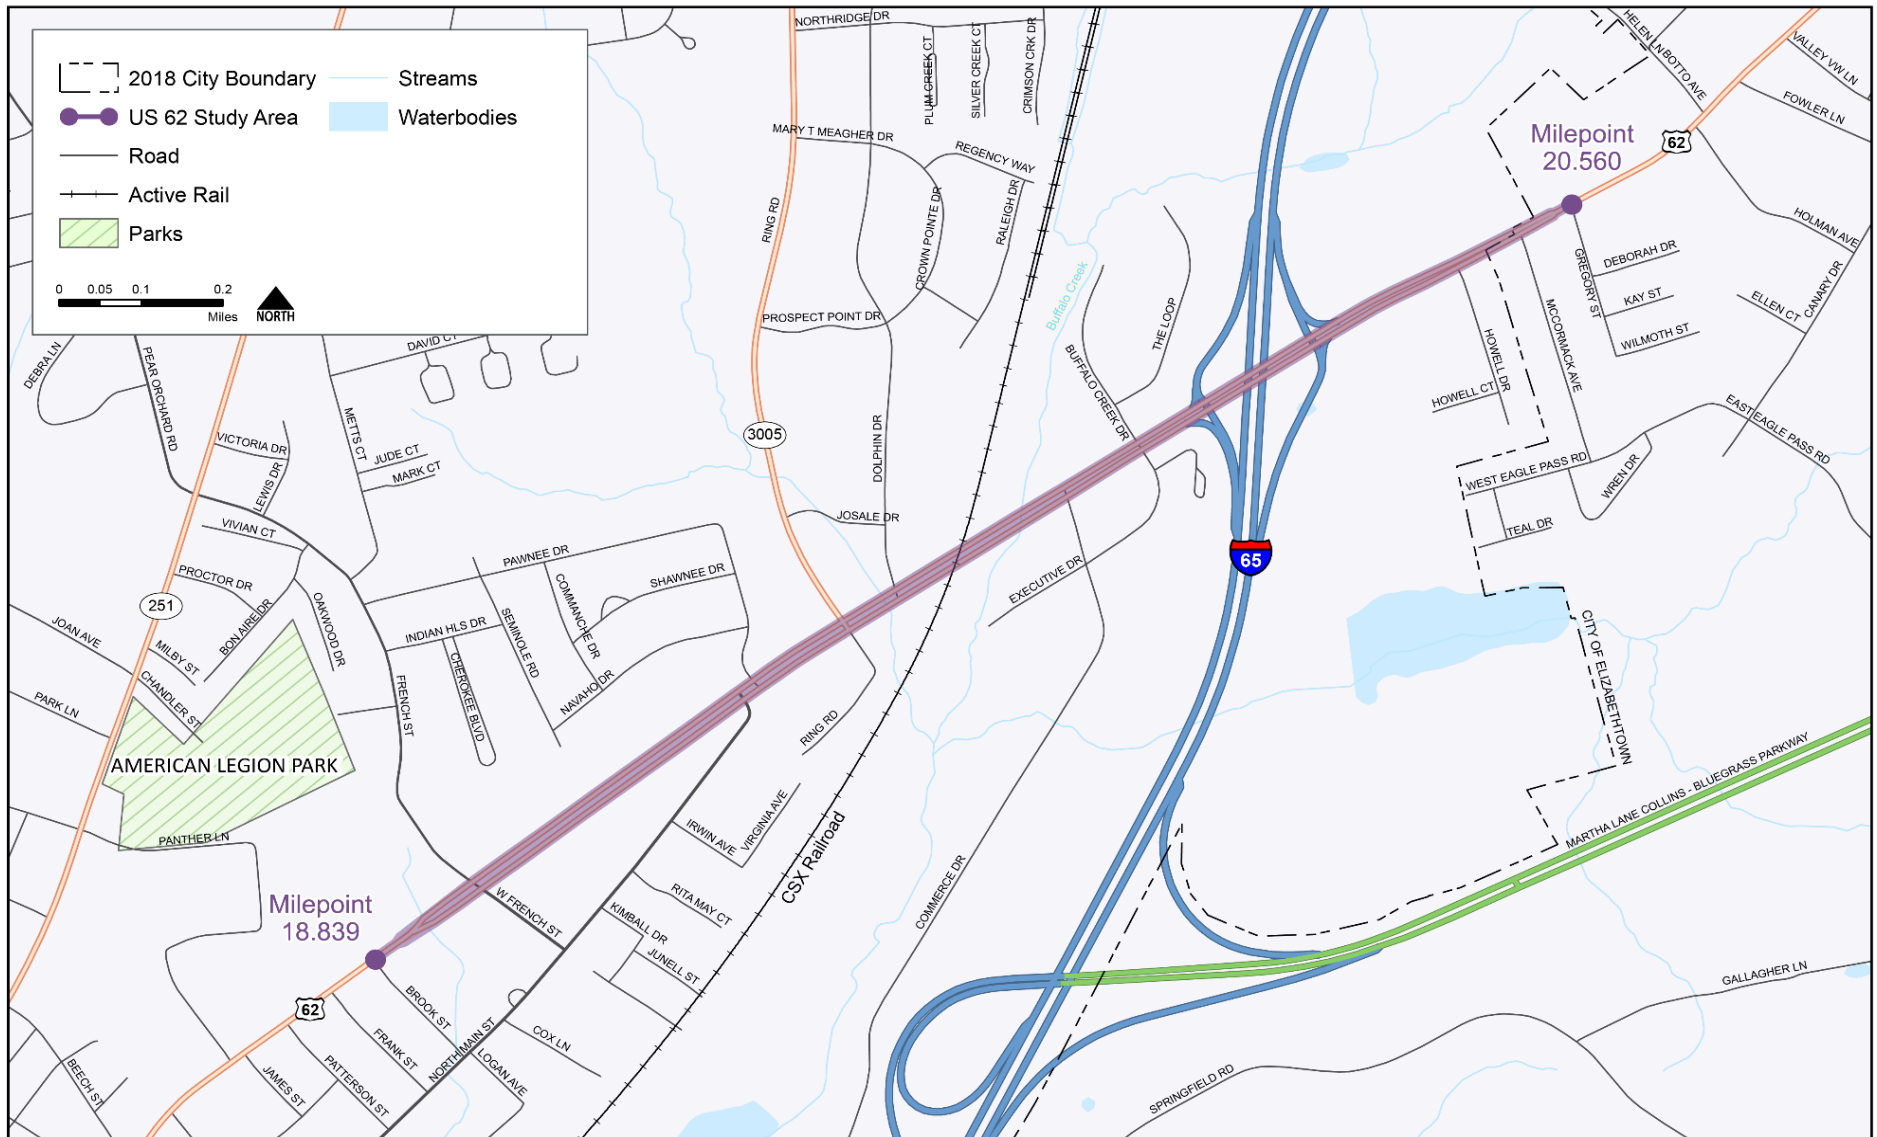 2018 City Boundary
US 62 Study Area
Road
Active Rail
Parks
Streams
Waterbodies
0 0.05 0.1 0.2
Miles
NORTH
NORTHRIDGE DR
PLUM CREEK CT
SILVER CREEK CT
CRIMSON CRK DR
MARY T MEAGHER DR
REGENCY WAY
RALEIGH DR
CROWN POINTE DR
RING RD
PROSPECT POINT DR
Buffalo Creek
THE LOOP
BUFFALO CREEK DR
HELEN LN
BOTTO AVE
VALLEY VW LN
FOWLER LN
Milepoint
20.560
62
HOLMAN AVE
DEBORAH DR
GREGORY ST
KAY ST
WILMOTH ST
ELLEN CT
CANARY DR
MCCORMACK AVE
HOWELL DR
HOWELL CT
EAST EAGLE PASS RD
WEST EAGLE PASS RD
WREN DR
TEAL DR
DEBRA LN
PEAR ORCHARD RD
DAVID CT
METTS CT
JUDE CT
MARK CT
VICTORIA DR
LEWIS DR
VIVIAN CT
3005
DOLPHIN DR
JOSALE DR
PROCTOR DR
251
BON AIRE DR
OAKWOOD DR
JOAN AVE
MILBY ST
CHANDLER ST
PARK LN
AMERICAN LEGION PARK
PANTHER LN
PAWNEE DR
COMMANCHE DR
SHAWNEE DR
INDIAN HLS DR
SEMINOLE RD
CHEROKEE BLVD
NAVAHO DR
FRENCH ST
EXECUTIVE DR
65
CITY OF ELIZABETHTOWN
MARTHA LANE COLLINS - BLUEGRASS PARKWAY
RING RD
IRWIN AVE
VIRGINIA AVE
CSX Railroad
RITA MAY CT
KIMBALL DR
JUNELL ST
W FRENCH ST
COMMERCE DR
Milepoint
18.839
62
BROOK ST
FRANK ST
PATTERSON ST
JAMES ST
BEECH ST
NORTH MAIN ST
LOGAN AVE
COX LN
GALLAGHER LN
SPRINGFIELD RD